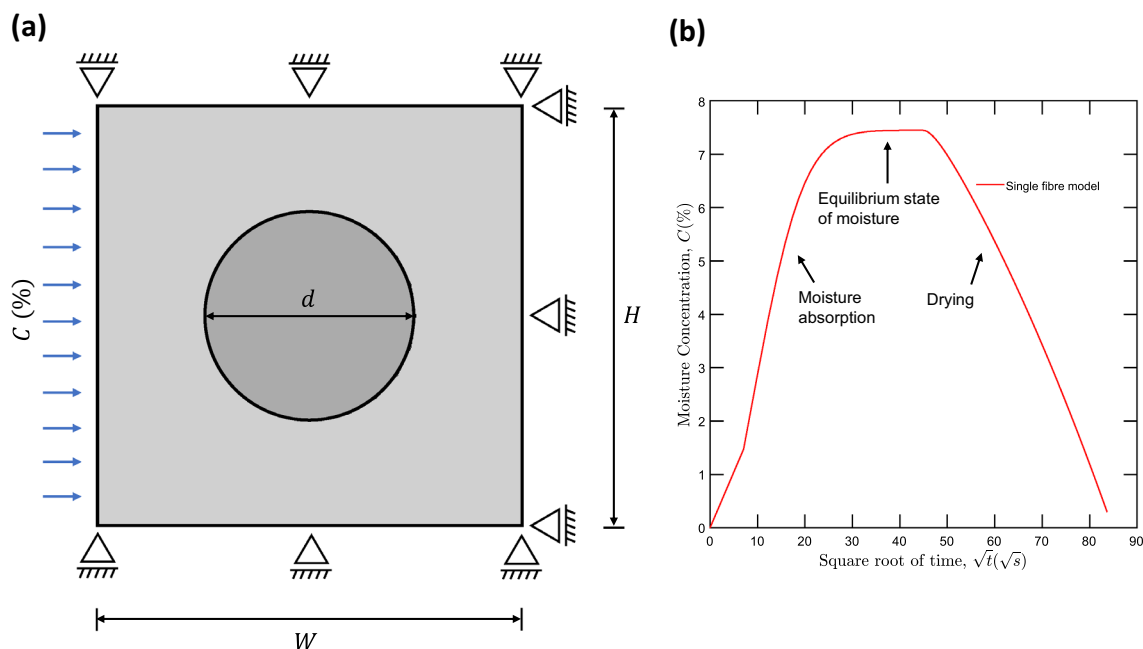 (a)
C (%)
d
H
W
(b)
8
7
6
5
4
3
2
1
0
Moisture Concentration, C(%)
Single fibre model
Equilibrium state
of moisture
Moisture
absorption
Drying
0 10 20 30 40 50 60 70 80 90
Square root of time, √t(√s)